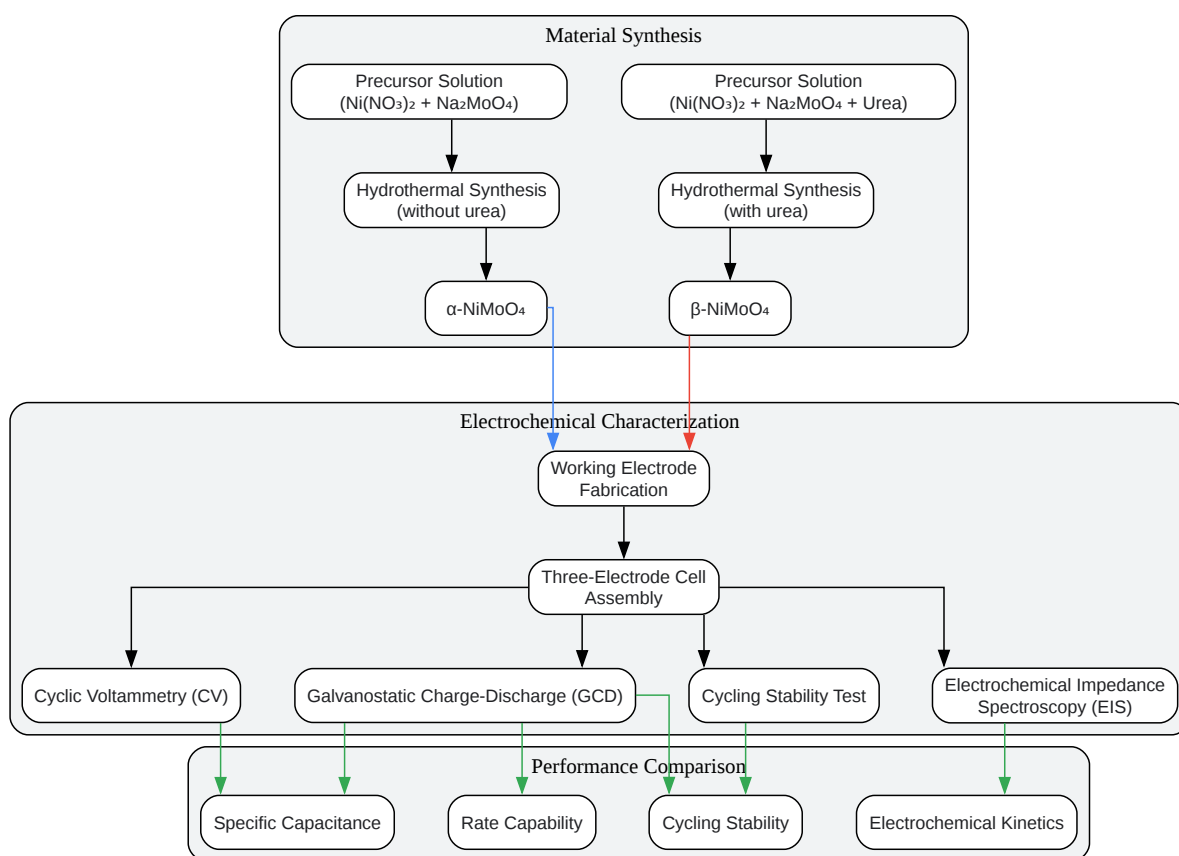 Material Synthesis
Precursor Solution
(Ni(NO₃)₂ + Na₂MoO₄)
Precursor Solution
(Ni(NO₃)₂ + Na₂MoO₄ + Urea)
Hydrothermal Synthesis
(without urea)
Hydrothermal Synthesis
(with urea)
α-NiMoO₄
β-NiMoO₄
Electrochemical Characterization
Working Electrode
Fabrication
Three-Electrode Cell
Assembly
Cyclic Voltammetry (CV)
Galvanostatic Charge-Discharge (GCD)
Cycling Stability Test
Electrochemical Impedance
Spectroscopy (EIS)
Performance Comparison
Specific Capacitance
Rate Capability
Cycling Stability
Electrochemical Kinetics